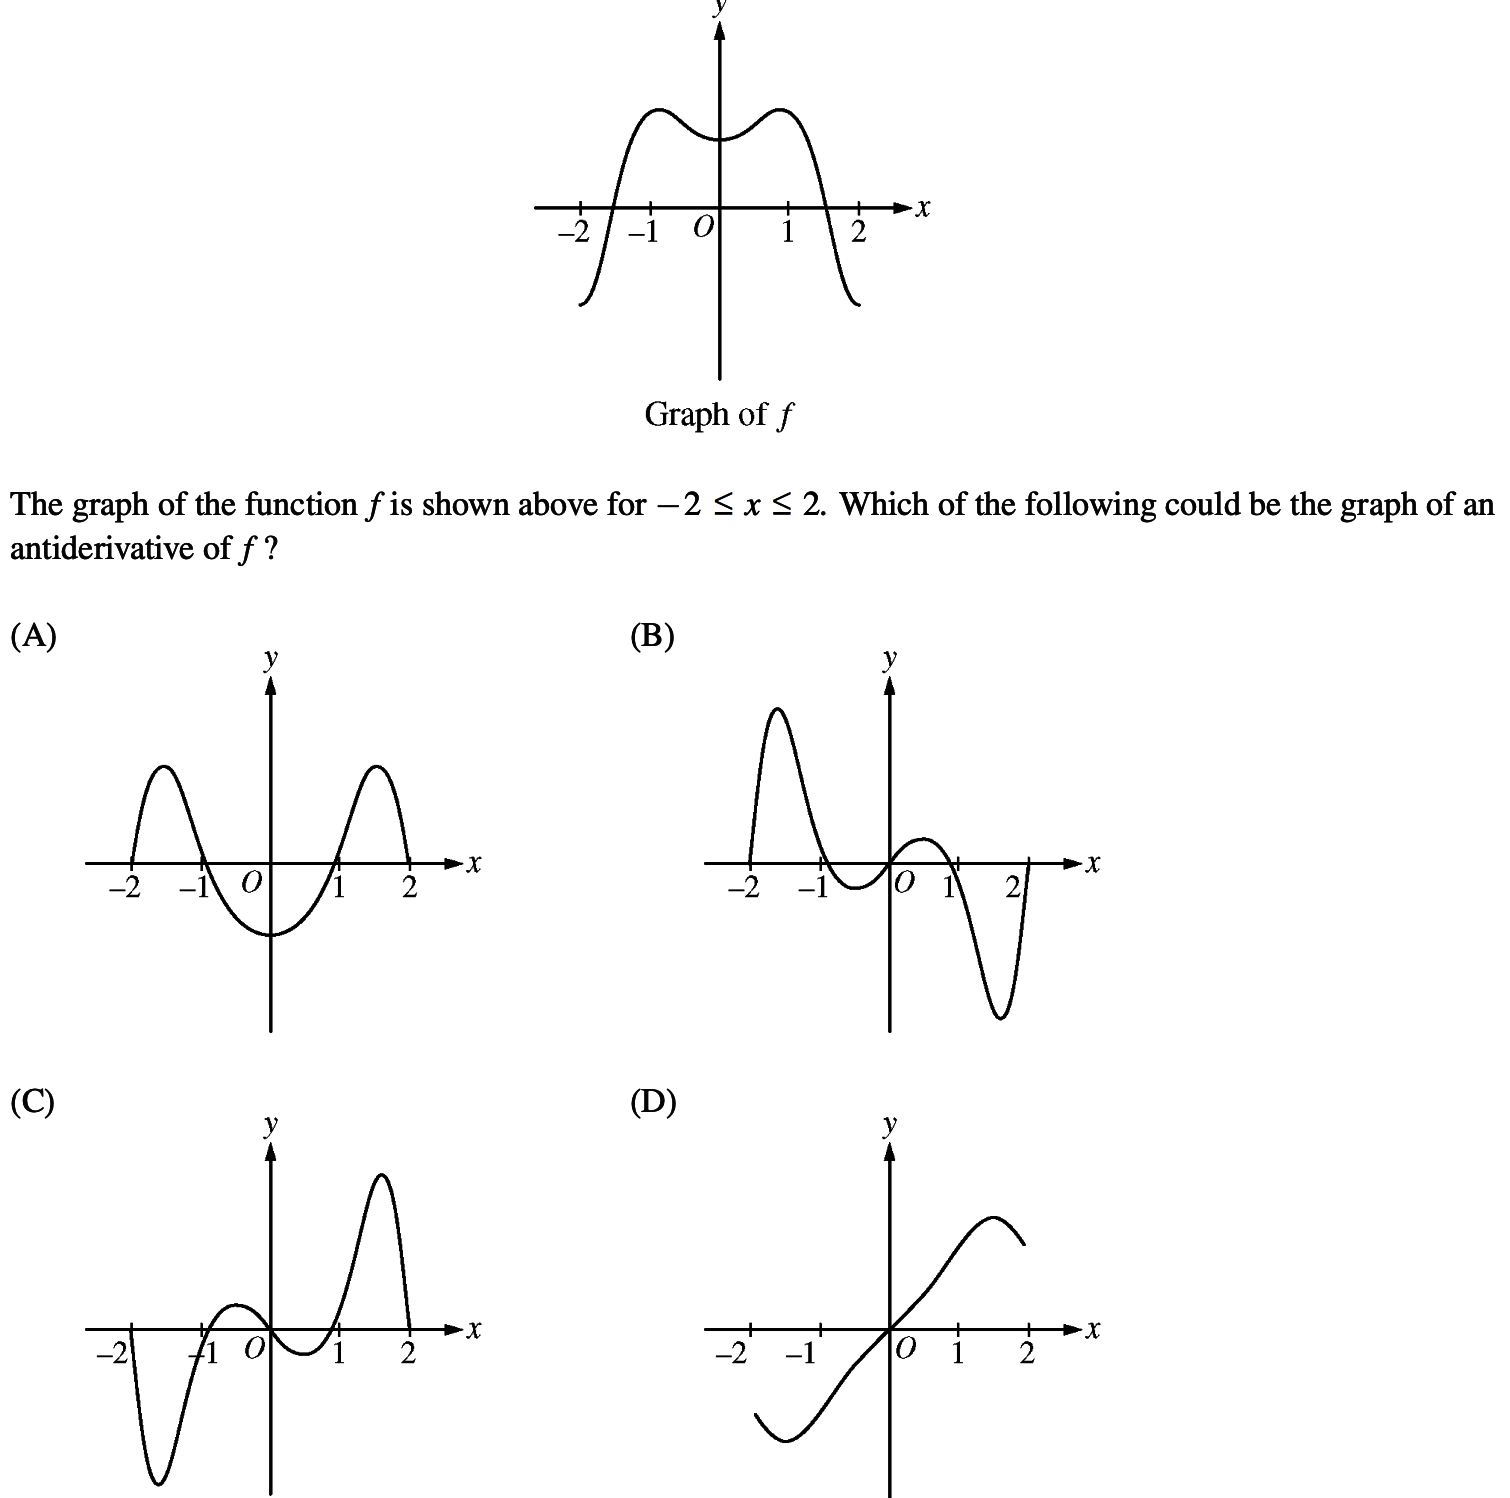 y
x
–2 –1 O 1 2
Graph of f
The graph of the function f is shown above for −2 ≤ x ≤ 2. Which of the following could be the graph of an
antiderivative of f ?
(A) (B)
y y
x x
–2 –1 O 1 2 –2 –1 O 1 2
(C) (D)
y y
x x
–2 –1 O 1 2 –2 –1 O 1 2